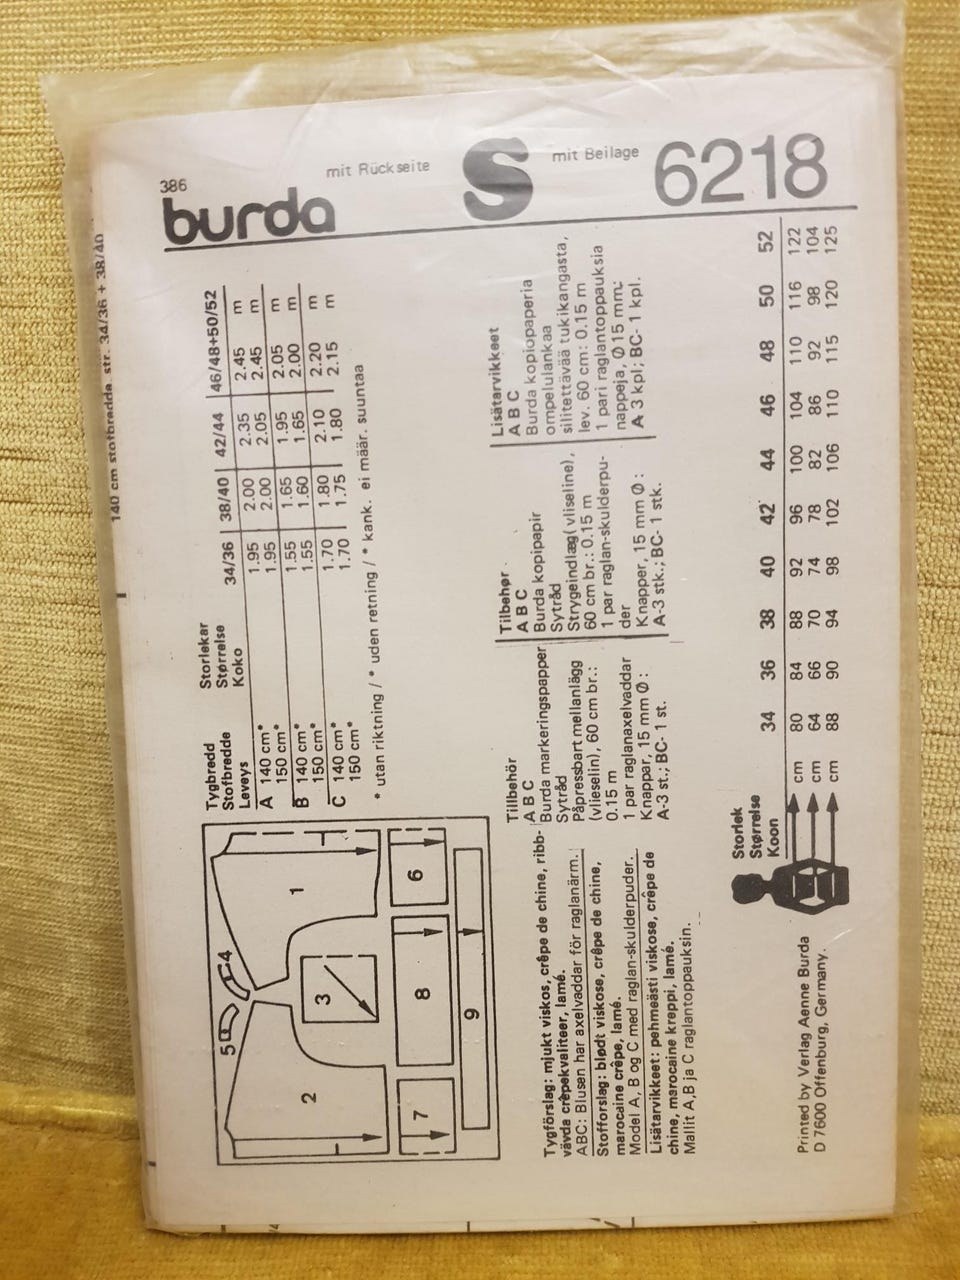 140 cm stofbredde str. 34/36 + 38/40
386
burda
mit Rückseite
S
mit Beilage
6218
5
4
1
2
3
6
7
8
9
Tygbredd
Stofbredde
Leveys
Storlekar
Størrelse
Koko
34/36 38/40 42/44 46/48+50/52
A 140 cm* 1.95 2.00 2.35 2.45 m
150 cm* 1.95 2.00 2.05 2.45 m
B 140 cm* 1.55 1.65 1.95 2.05 m
150 cm* 1.55 1.60 1.65 2.00 m
C 140 cm* 1.70 1.80 2.10 2.20 m
150 cm* 1.70 1.75 1.80 2.15 m
* utan riktning / * uden retning / * kank. ei määr. suuntaa
Tygförslag: mjukt viskos, crêpe de chine, ribb-
vävda crêpekvaliteer, lamé.
ABC: Blusen har axelvaddar för raglanärm.
Stofforslag: blødt viskose, crêpe de chine,
marocaine crêpe, lamé.
Model A, B og C med raglan-skulderpuder.
Lisätarvikkeet: pehmeästi viskose, crêpe de
chine, marocaine kreppi, lamé.
Mallit A,B ja C raglantoppauksin.
Tillbehör
A B C
Burda markeringspapper
Sytråd
Påpressbart mellanlägg
(vlieselin), 60 cm br.:
0.15 m
1 par raglanaxelvaddar
Knappar, 15 mm Ø :
A-3 st.; BC- 1 st.
Tilbehør
A B C
Burda kopipapir
Sytråd
Strygeindlæg( vliseline),
60 cm br.: 0.15 m
1 par raglan-skulderpu-
der
Knapper, 15 mm Ø :
A-3 stk.; BC- 1 stk.
Lisätarvikkeet
A B C
Burda kopiopaperia
ompelulankaa
silitettävää tukikangasta,
lev. 60 cm: 0.15 m
1 pari raglantoppauksia
nappeja, Ø 15 mm:
A 3 kpl; BC- 1 kpl.
Storlek
Størrelse
Koon
34 36 38 40 42 44 46 48 50 52
cm 80 84 88 92 96 100 104 110 116 122
cm 64 66 70 74 78 82 86 92 98 104
cm 88 90 94 98 102 106 110 115 120 125
Printed by Verlag Aenne Burda
D 7600 Offenburg, Germany.